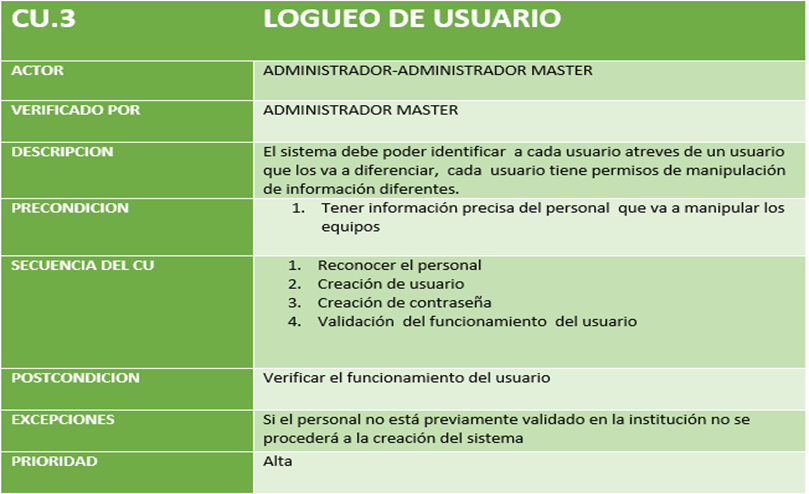 CU.3 LOGUEO DE USUARIO
ACTOR ADMINISTRADOR-ADMINISTRADOR MASTER
VERIFICADO POR ADMINISTRADOR MASTER
DESCRIPCION El sistema debe poder identificar a cada usuario atreves de un usuario
que los va a diferenciar, cada usuario tiene permisos de manipulación
de información diferentes.
PRECONDICION 1. Tener información precisa del personal que va a manipular los
equipos
SECUENCIA DEL CU 1. Reconocer el personal
2. Creación de usuario
3. Creación de contraseña
4. Validación del funcionamiento del usuario
POSTCONDICION Verificar el funcionamiento del usuario
EXCEPCIONES Si el personal no está previamente validado en la institución no se
procederá a la creación del sistema
PRIORIDAD Alta